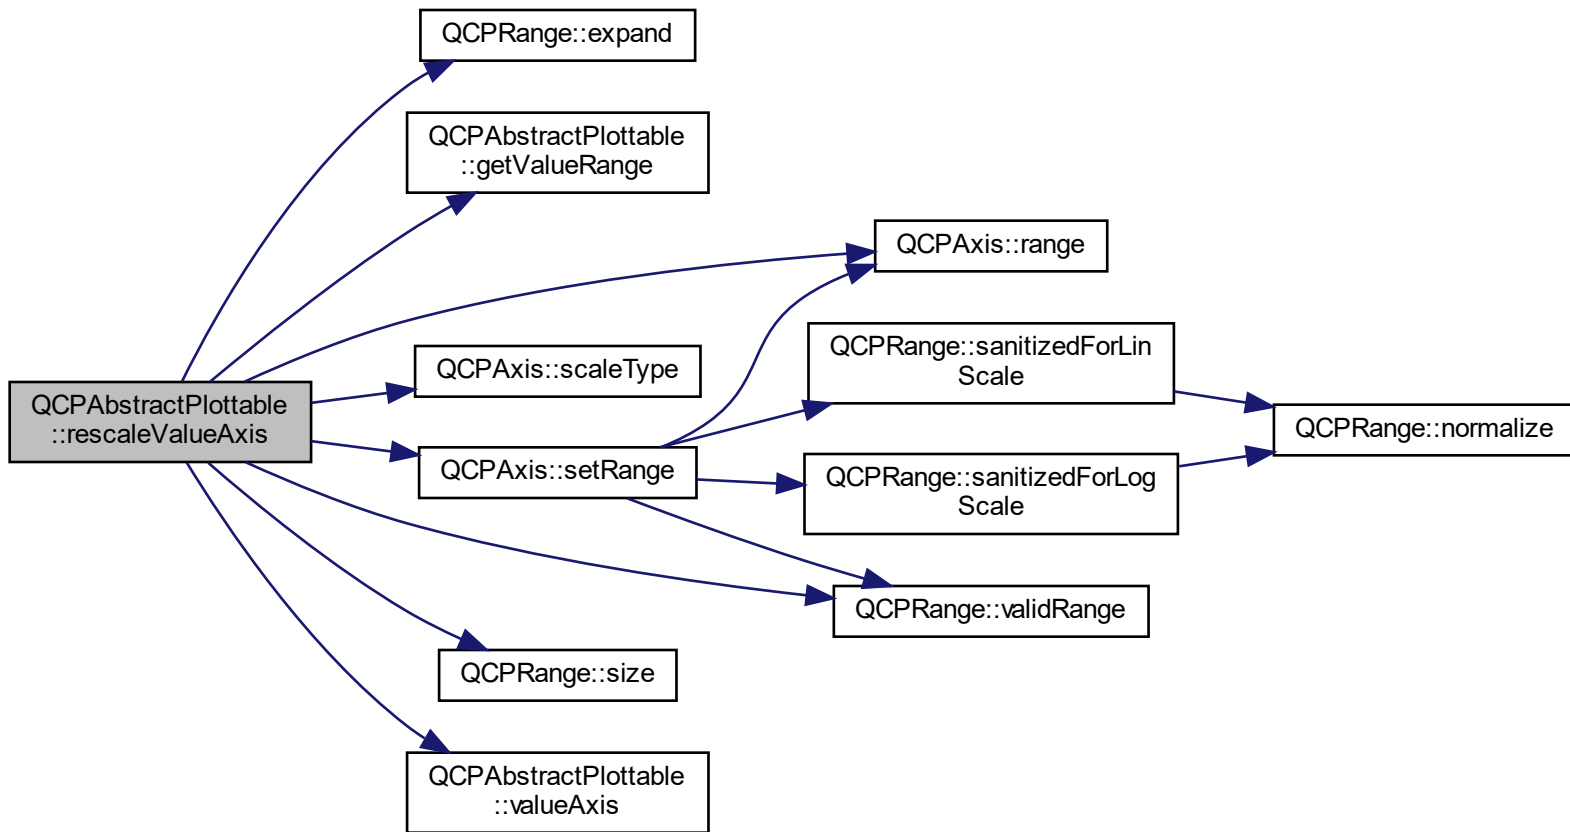 QCPRange::expand
QCPAbstractPlottable
::getValueRange
QCPAxis::range
QCPRange::sanitizedForLin
Scale
QCPAxis::scaleType
QCPAbstractPlottable
::rescaleValueAxis
QCPRange::normalize
QCPAxis::setRange
QCPRange::sanitizedForLog
Scale
QCPRange::validRange
QCPRange::size
QCPAbstractPlottable
::valueAxis